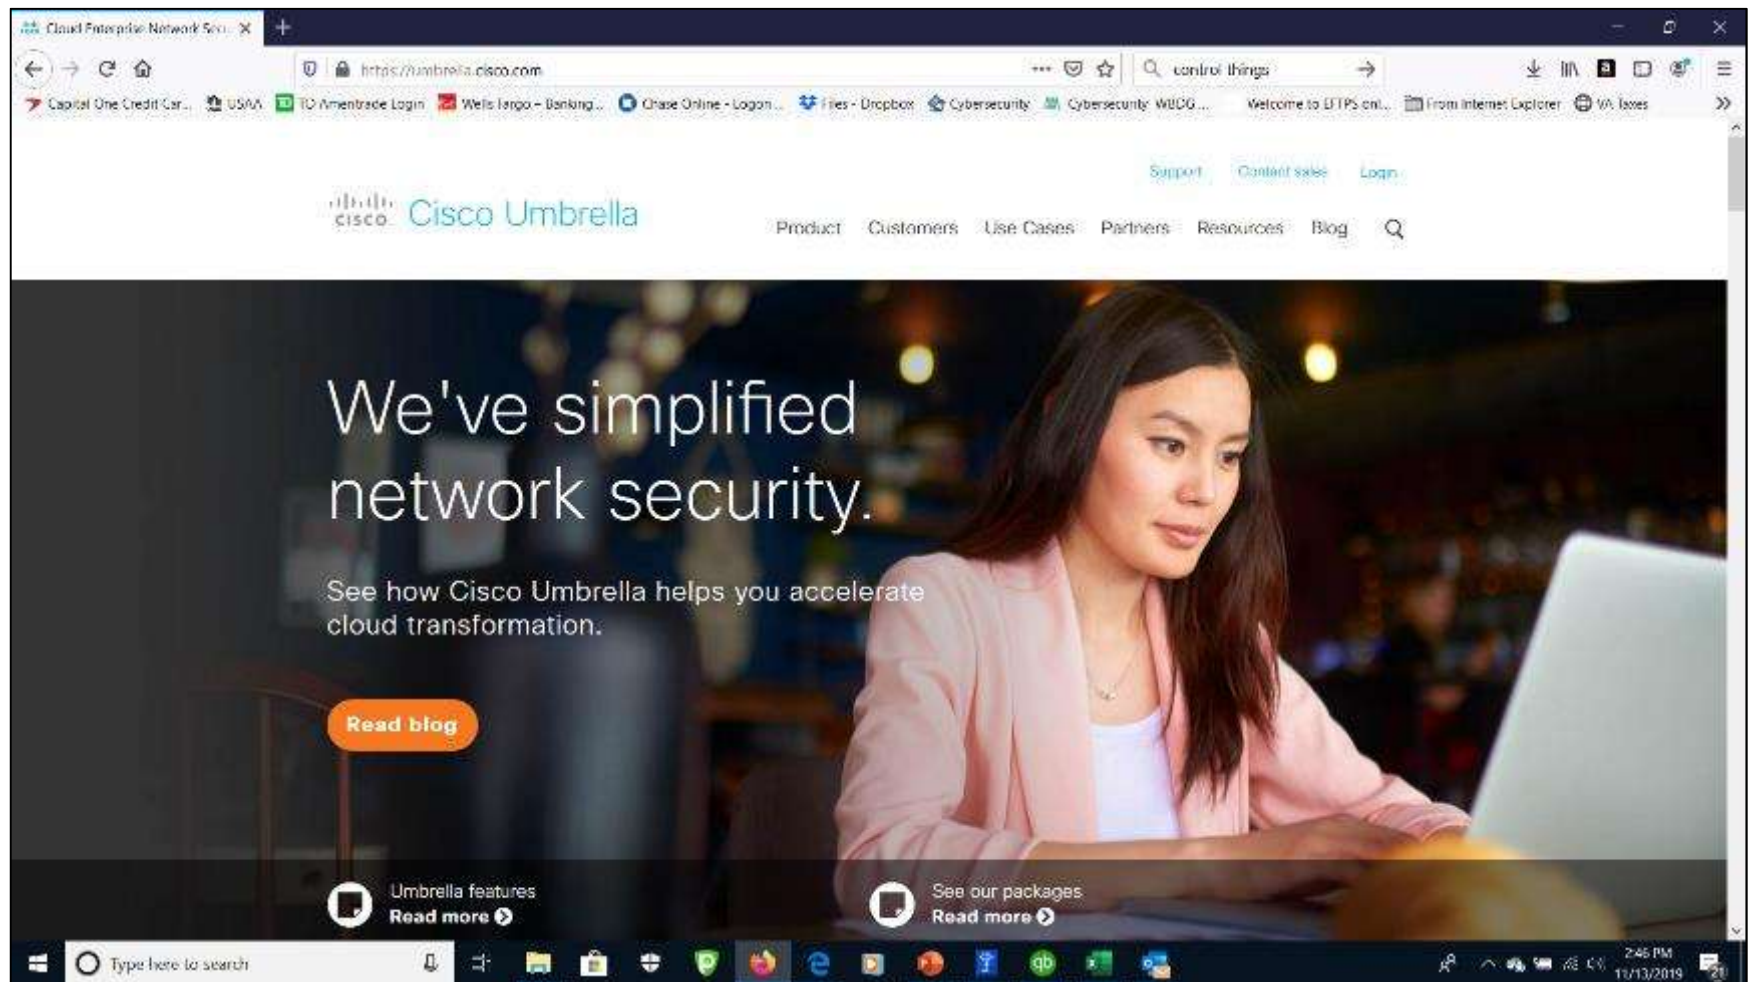 Cloud Enterprise Network Secu
https://umbrella.cisco.com
control things
Capital One Credit Car...
USAA
TD Amentrade Login
Wells Fargo – Banking...
Chase Online - Logon...
Files - Dropbox
Cybersecurity
Cybersecurity WBDG ...
Welcome to EFTPS onl...
From Internet Explorer
VA Taxes
Support
Contact sales
Login
cisco
Cisco Umbrella
Product
Customers
Use Cases
Partners
Resources
Blog
We've simplified
network security.
See how Cisco Umbrella helps you accelerate
cloud transformation.
Read blog
Umbrella features
Read more
See our packages
Read more
Type here to search
qb
2:46 PM
11/13/2019
21